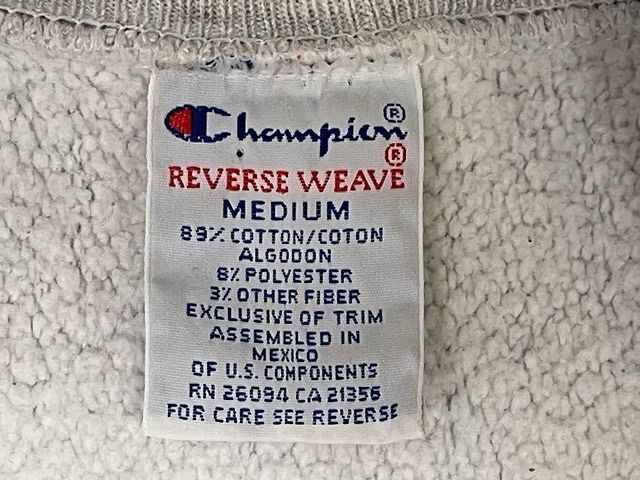 Champion®
REVERSE WEAVE®
MEDIUM
89% COTTON/COTON
ALGODON
8% POLYESTER
3% OTHER FIBER
EXCLUSIVE OF TRIM
ASSEMBLED IN
MEXICO
OF U.S. COMPONENTS
RN 26094 CA 21356
FOR CARE SEE REVERSE